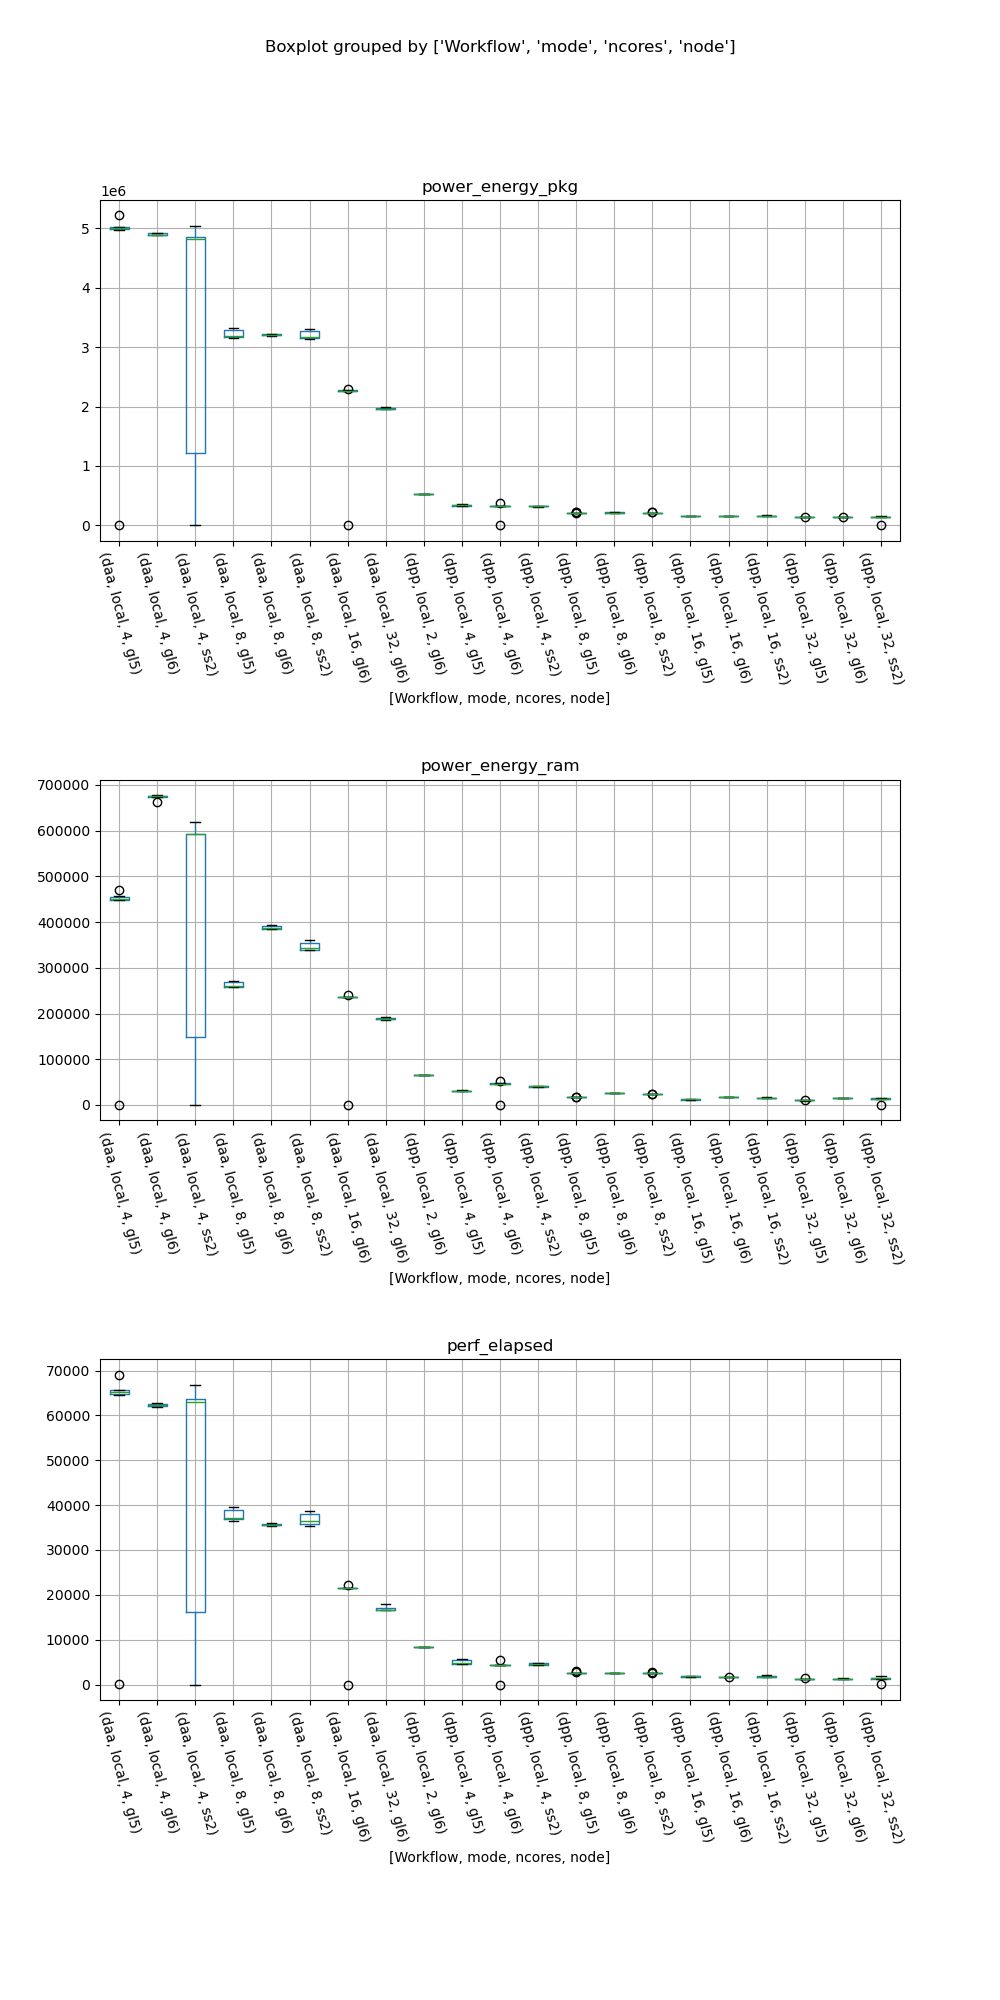 Boxplot grouped by ['Workflow', 'mode', 'ncores', 'node']
power_energy_pkg
1e6
5
4
3
2
1
0
(daa, local, 4, gl5)
(daa, local, 4, gl6)
(daa, local, 4, ss2)
(daa, local, 8, gl5)
(daa, local, 8, gl6)
(daa, local, 8, ss2)
(daa, local, 16, gl6)
(daa, local, 32, gl6)
(dpp, local, 2, gl6)
(dpp, local, 4, gl5)
(dpp, local, 4, gl6)
(dpp, local, 4, ss2)
(dpp, local, 8, gl5)
(dpp, local, 8, gl6)
(dpp, local, 8, ss2)
(dpp, local, 16, gl5)
(dpp, local, 16, gl6)
(dpp, local, 16, ss2)
(dpp, local, 32, gl5)
(dpp, local, 32, gl6)
(dpp, local, 32, ss2)
[Workflow, mode, ncores, node]
power_energy_ram
700000
600000
500000
400000
300000
200000
100000
0
(daa, local, 4, gl5)
(daa, local, 4, gl6)
(daa, local, 4, ss2)
(daa, local, 8, gl5)
(daa, local, 8, gl6)
(daa, local, 8, ss2)
(daa, local, 16, gl6)
(daa, local, 32, gl6)
(dpp, local, 2, gl6)
(dpp, local, 4, gl5)
(dpp, local, 4, gl6)
(dpp, local, 4, ss2)
(dpp, local, 8, gl5)
(dpp, local, 8, gl6)
(dpp, local, 8, ss2)
(dpp, local, 16, gl5)
(dpp, local, 16, gl6)
(dpp, local, 16, ss2)
(dpp, local, 32, gl5)
(dpp, local, 32, gl6)
(dpp, local, 32, ss2)
[Workflow, mode, ncores, node]
perf_elapsed
70000
60000
50000
40000
30000
20000
10000
0
(daa, local, 4, gl5)
(daa, local, 4, gl6)
(daa, local, 4, ss2)
(daa, local, 8, gl5)
(daa, local, 8, gl6)
(daa, local, 8, ss2)
(daa, local, 16, gl6)
(daa, local, 32, gl6)
(dpp, local, 2, gl6)
(dpp, local, 4, gl5)
(dpp, local, 4, gl6)
(dpp, local, 4, ss2)
(dpp, local, 8, gl5)
(dpp, local, 8, gl6)
(dpp, local, 8, ss2)
(dpp, local, 16, gl5)
(dpp, local, 16, gl6)
(dpp, local, 16, ss2)
(dpp, local, 32, gl5)
(dpp, local, 32, gl6)
(dpp, local, 32, ss2)
[Workflow, mode, ncores, node]